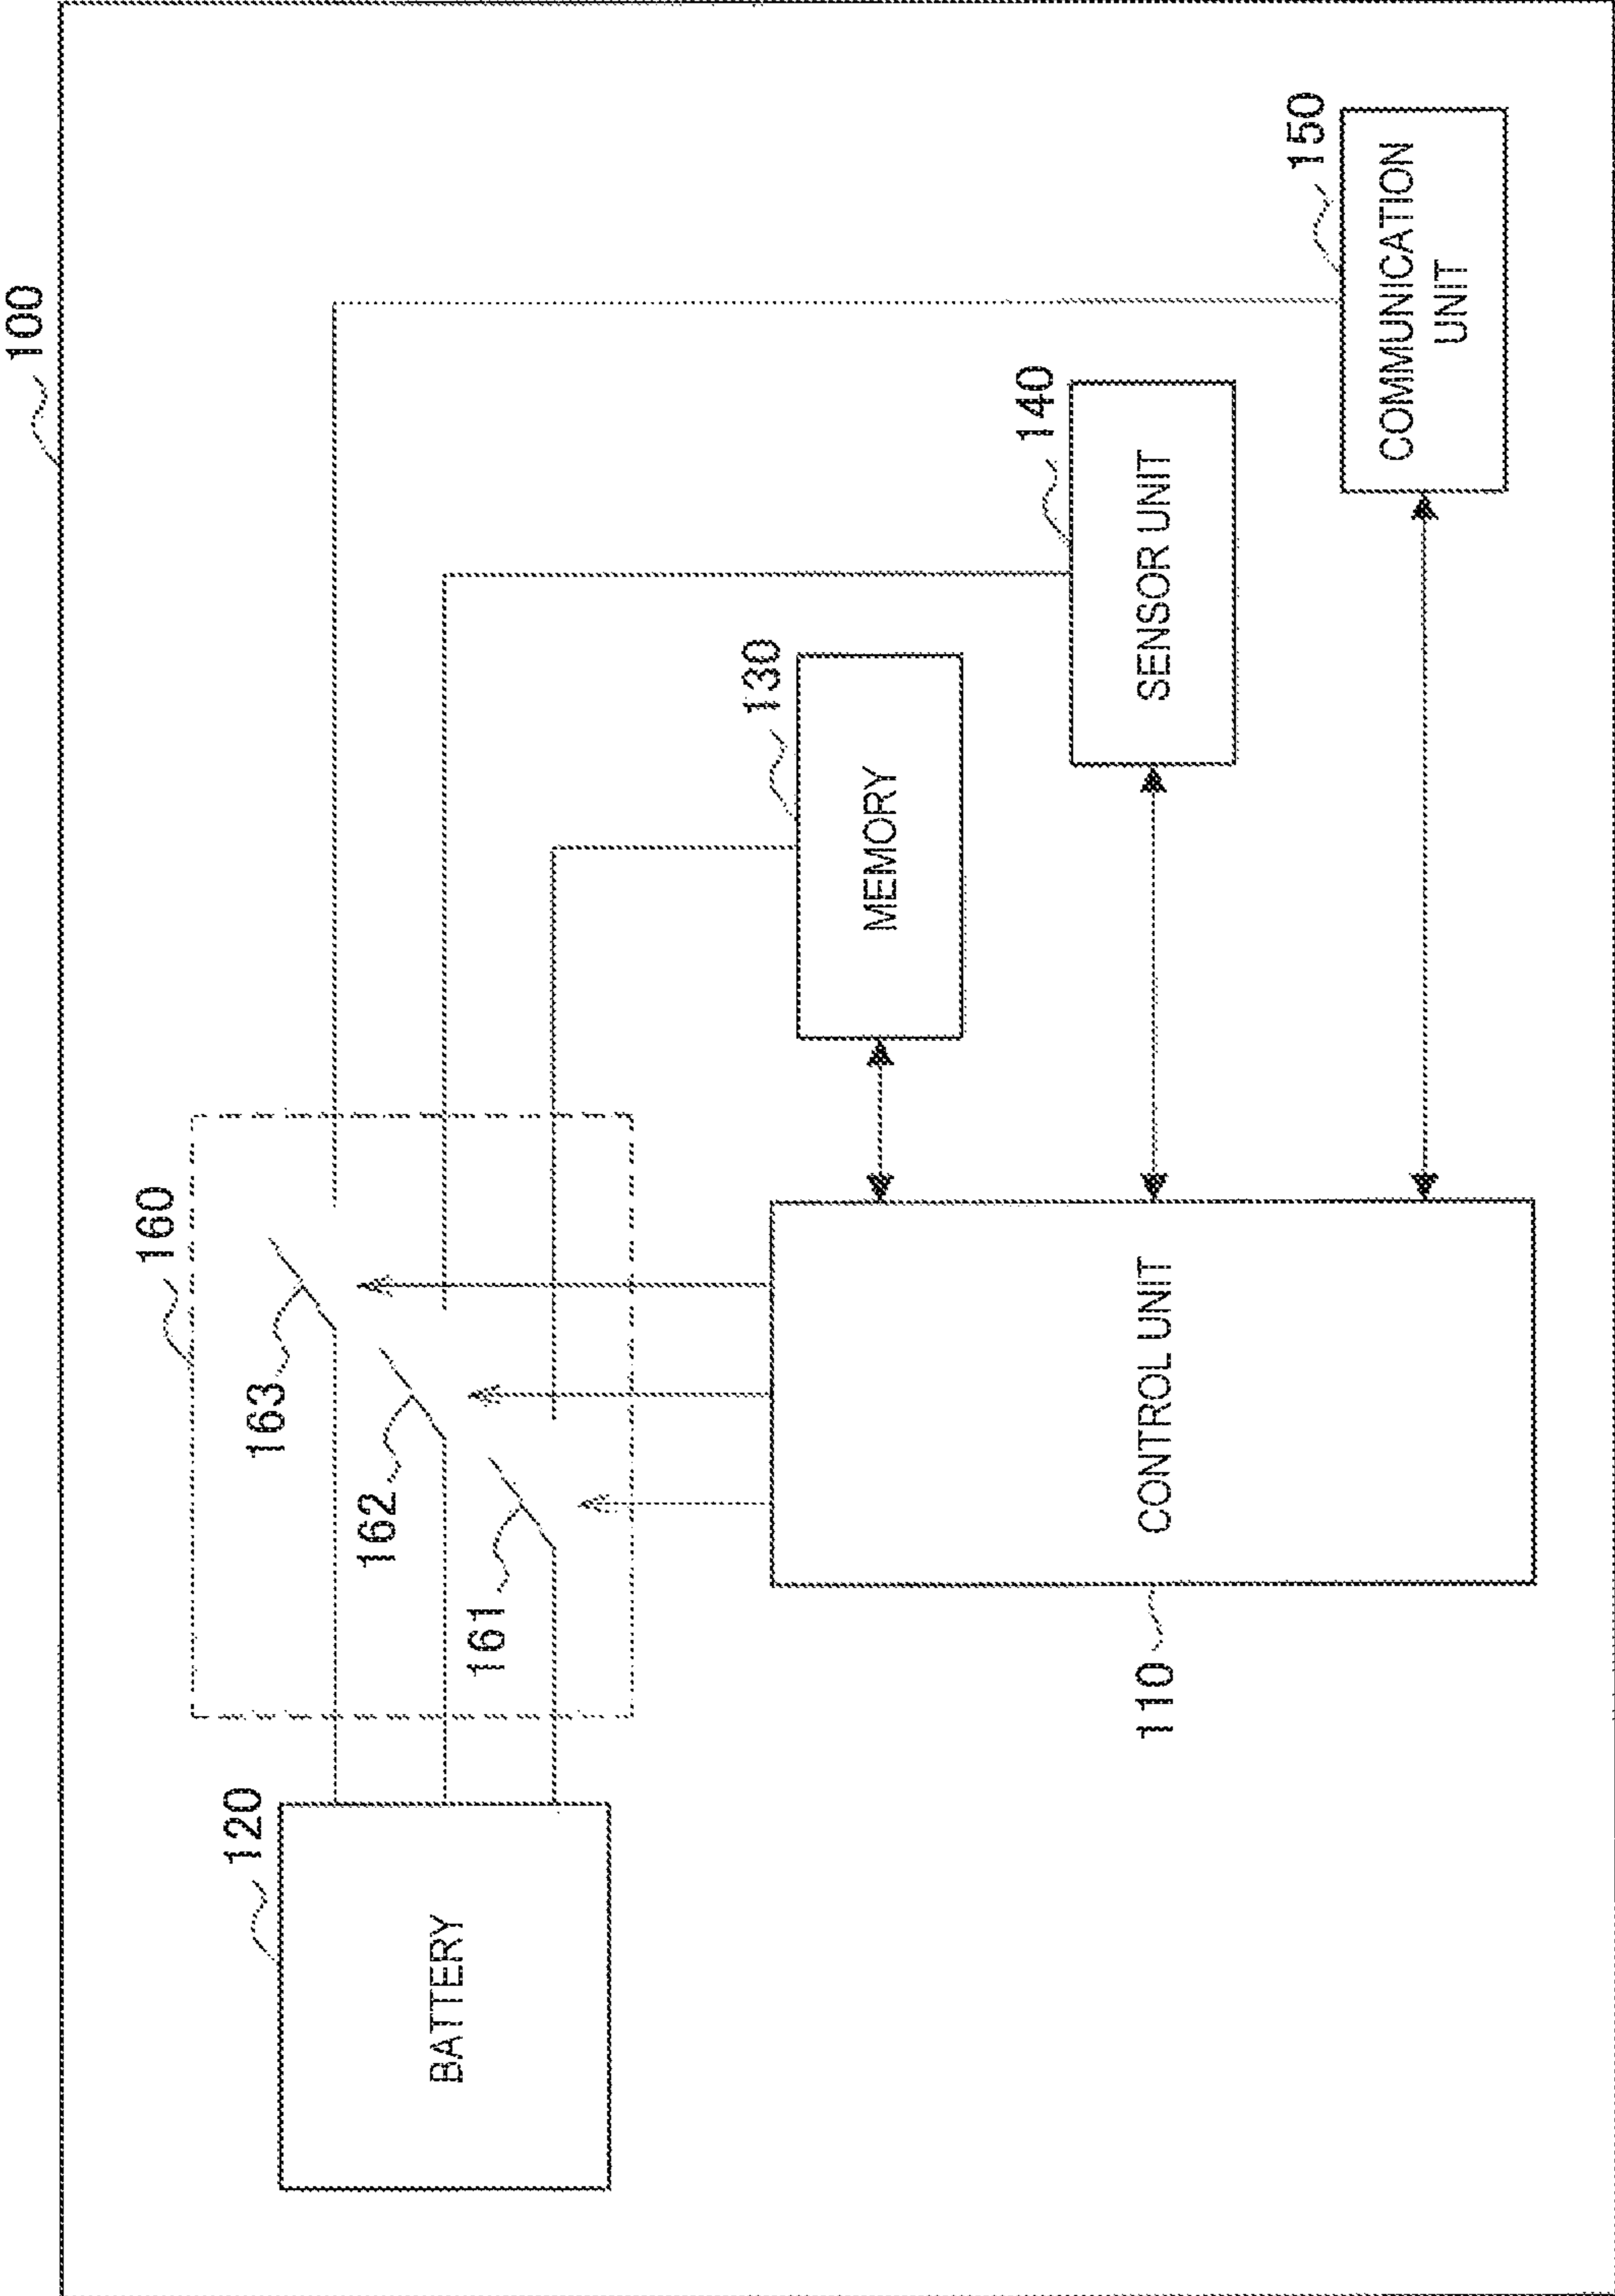 100
160
120
163
162
161
130
140
150
BATTERY
MEMORY
SENSOR UNIT
COMMUNICATION
UNIT
CONTROL UNIT
110